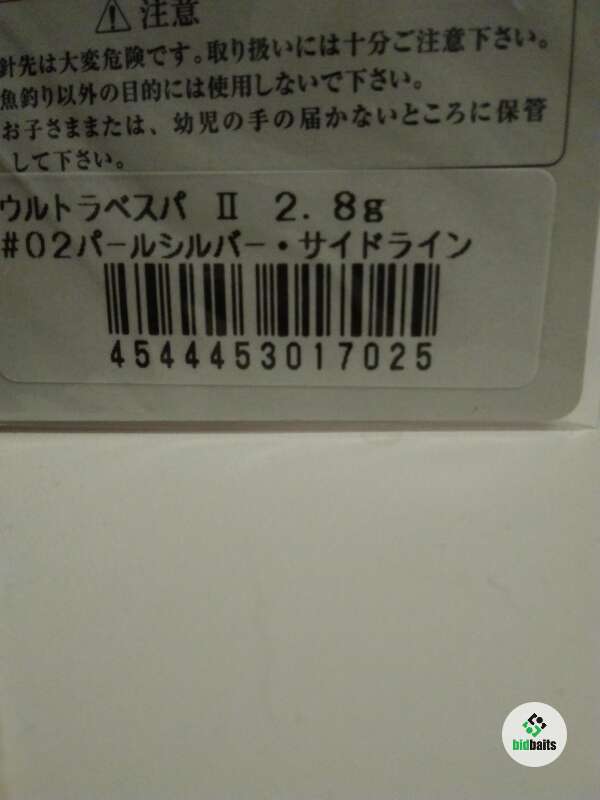 ⚠注意
針先は大変危険です。取り扱いには十分ご注意下さい。
魚釣り以外の目的には使用しないで下さい。
お子さままたは、幼児の手の届かないところに保管
して下さい。
ウルトラベスパ Ⅱ 2.8g
#02パールシルバー・サイドライン
4544453017025
bidbaits